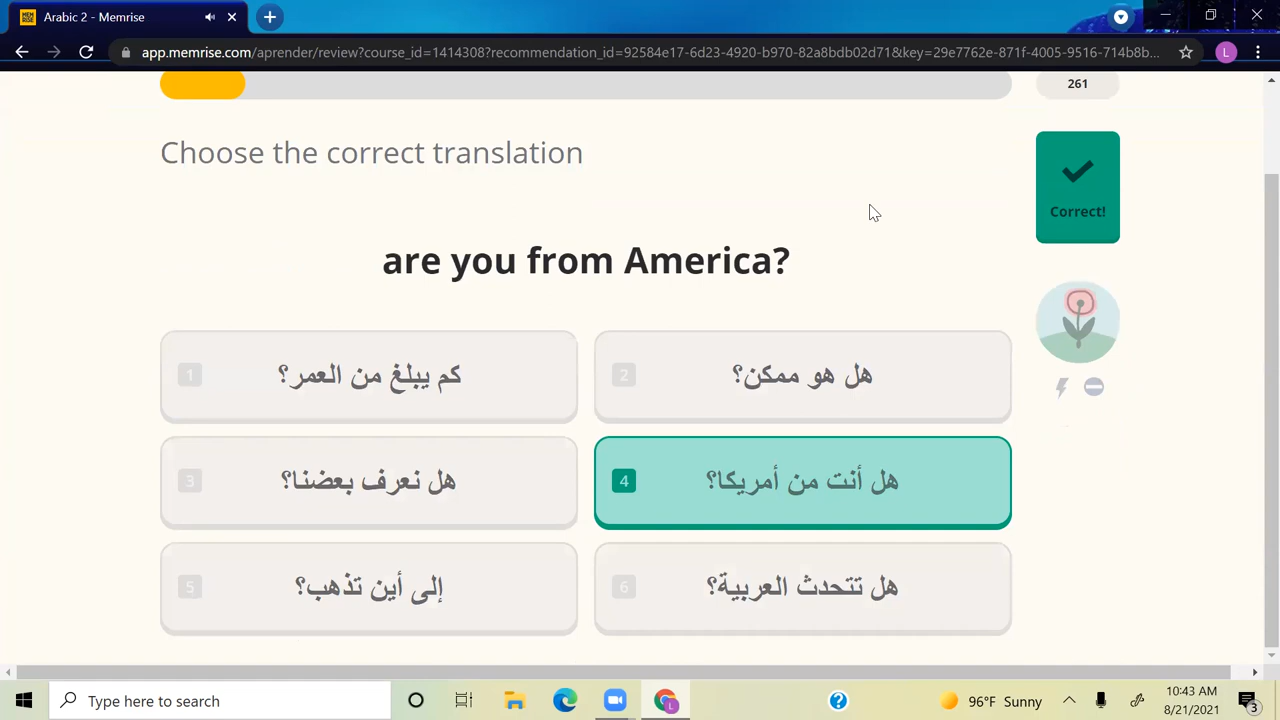 Arabic 2 - Memrise
app.memrise.com/aprender/review?course_id=1414308?recommendation_id=92584e17-6d23-4920-b970-82a8bdb02d71&key=29e7762e-871f-4005-9516-714b8b...
L
261
Choose the correct translation
Correct!
are you from America?
1 كم يبلغ من العمر؟
2 هل هو ممكن؟
3 هل نعرف بعضنا؟
4 هل أنت من أمريكا؟
5 إلى أين تذهب؟
6 هل تتحدث العربية؟
Type here to search
L
96°F Sunny
10:43 AM
8/21/2021
3